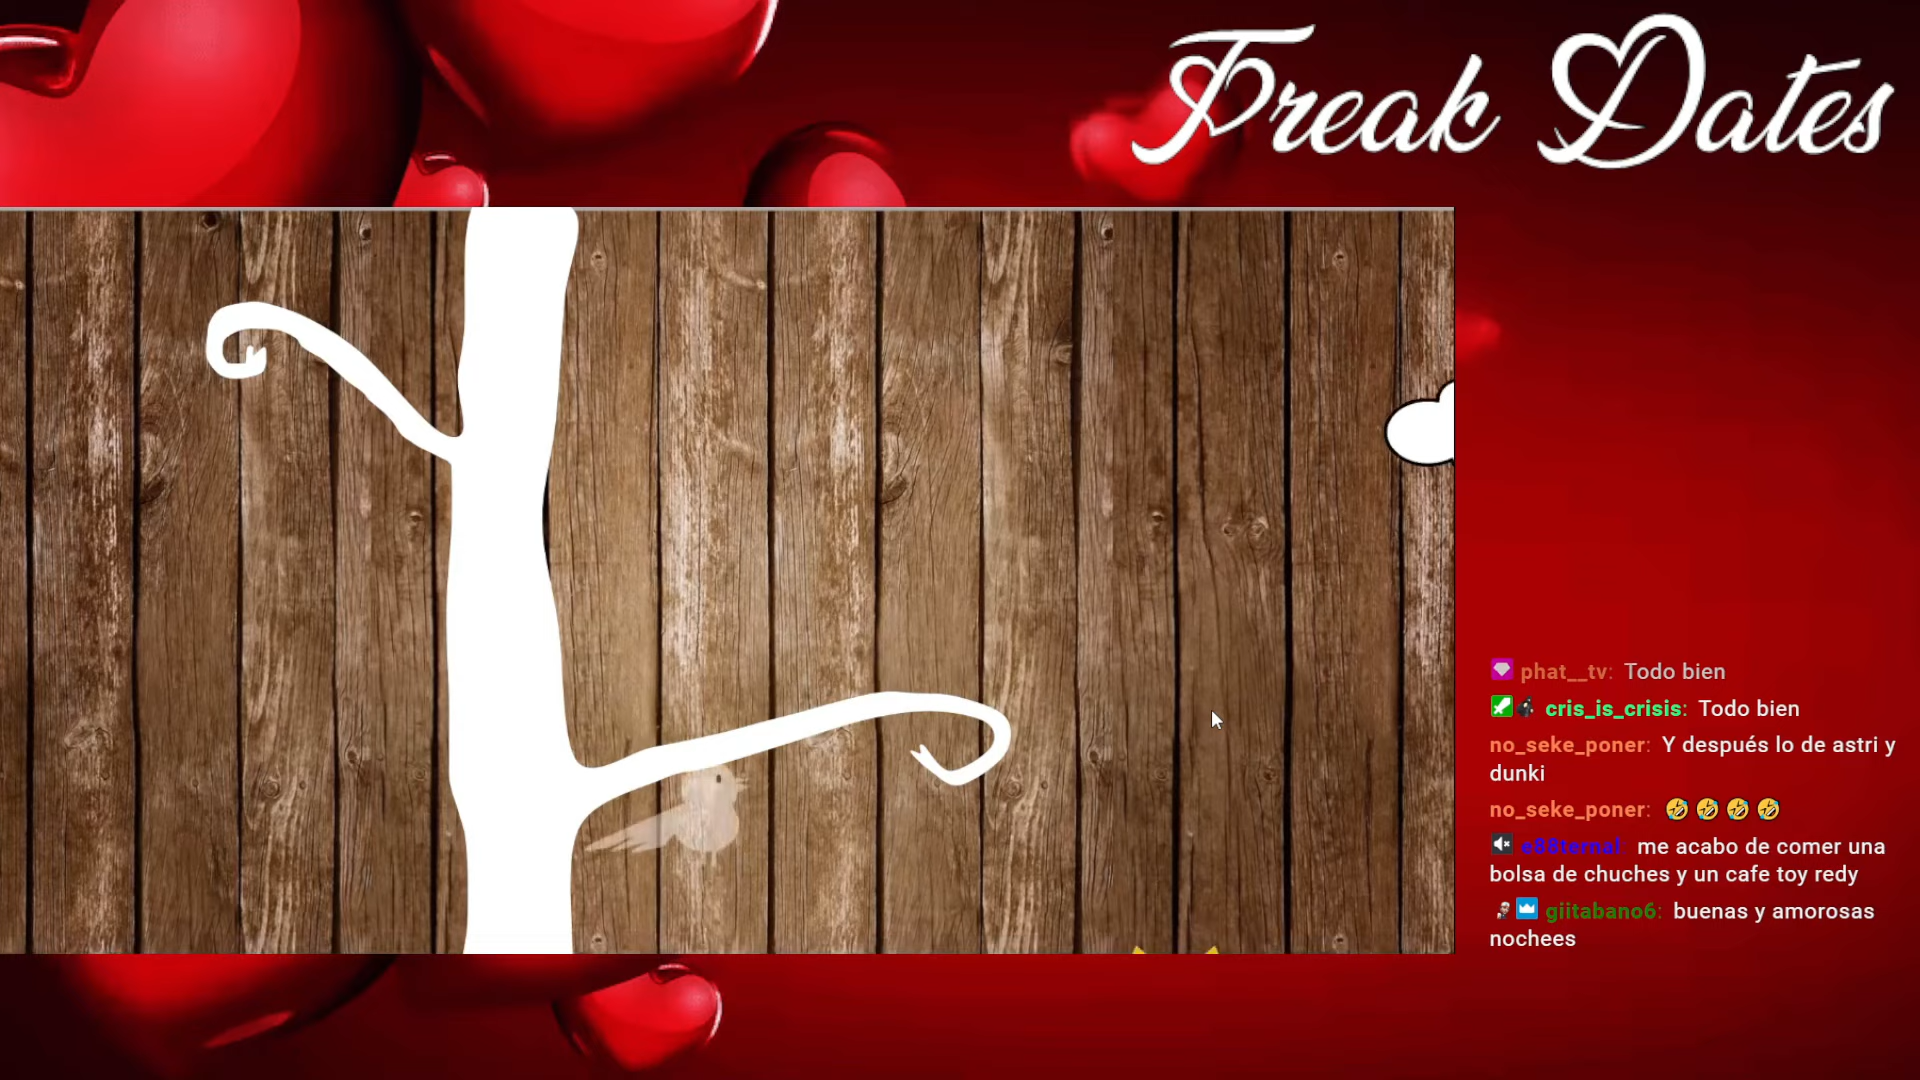 Freak Dates
phat__tv: Todo bien
cris_is_crisis: Todo bien
no_seke_poner: Y después lo de astri y
dunki
no_seke_poner: 🤣 🤣 🤣 🤣
e88ternal: me acabo de comer una
bolsa de chuches y un cafe toy redy
giitabano6: buenas y amorosas
nochees